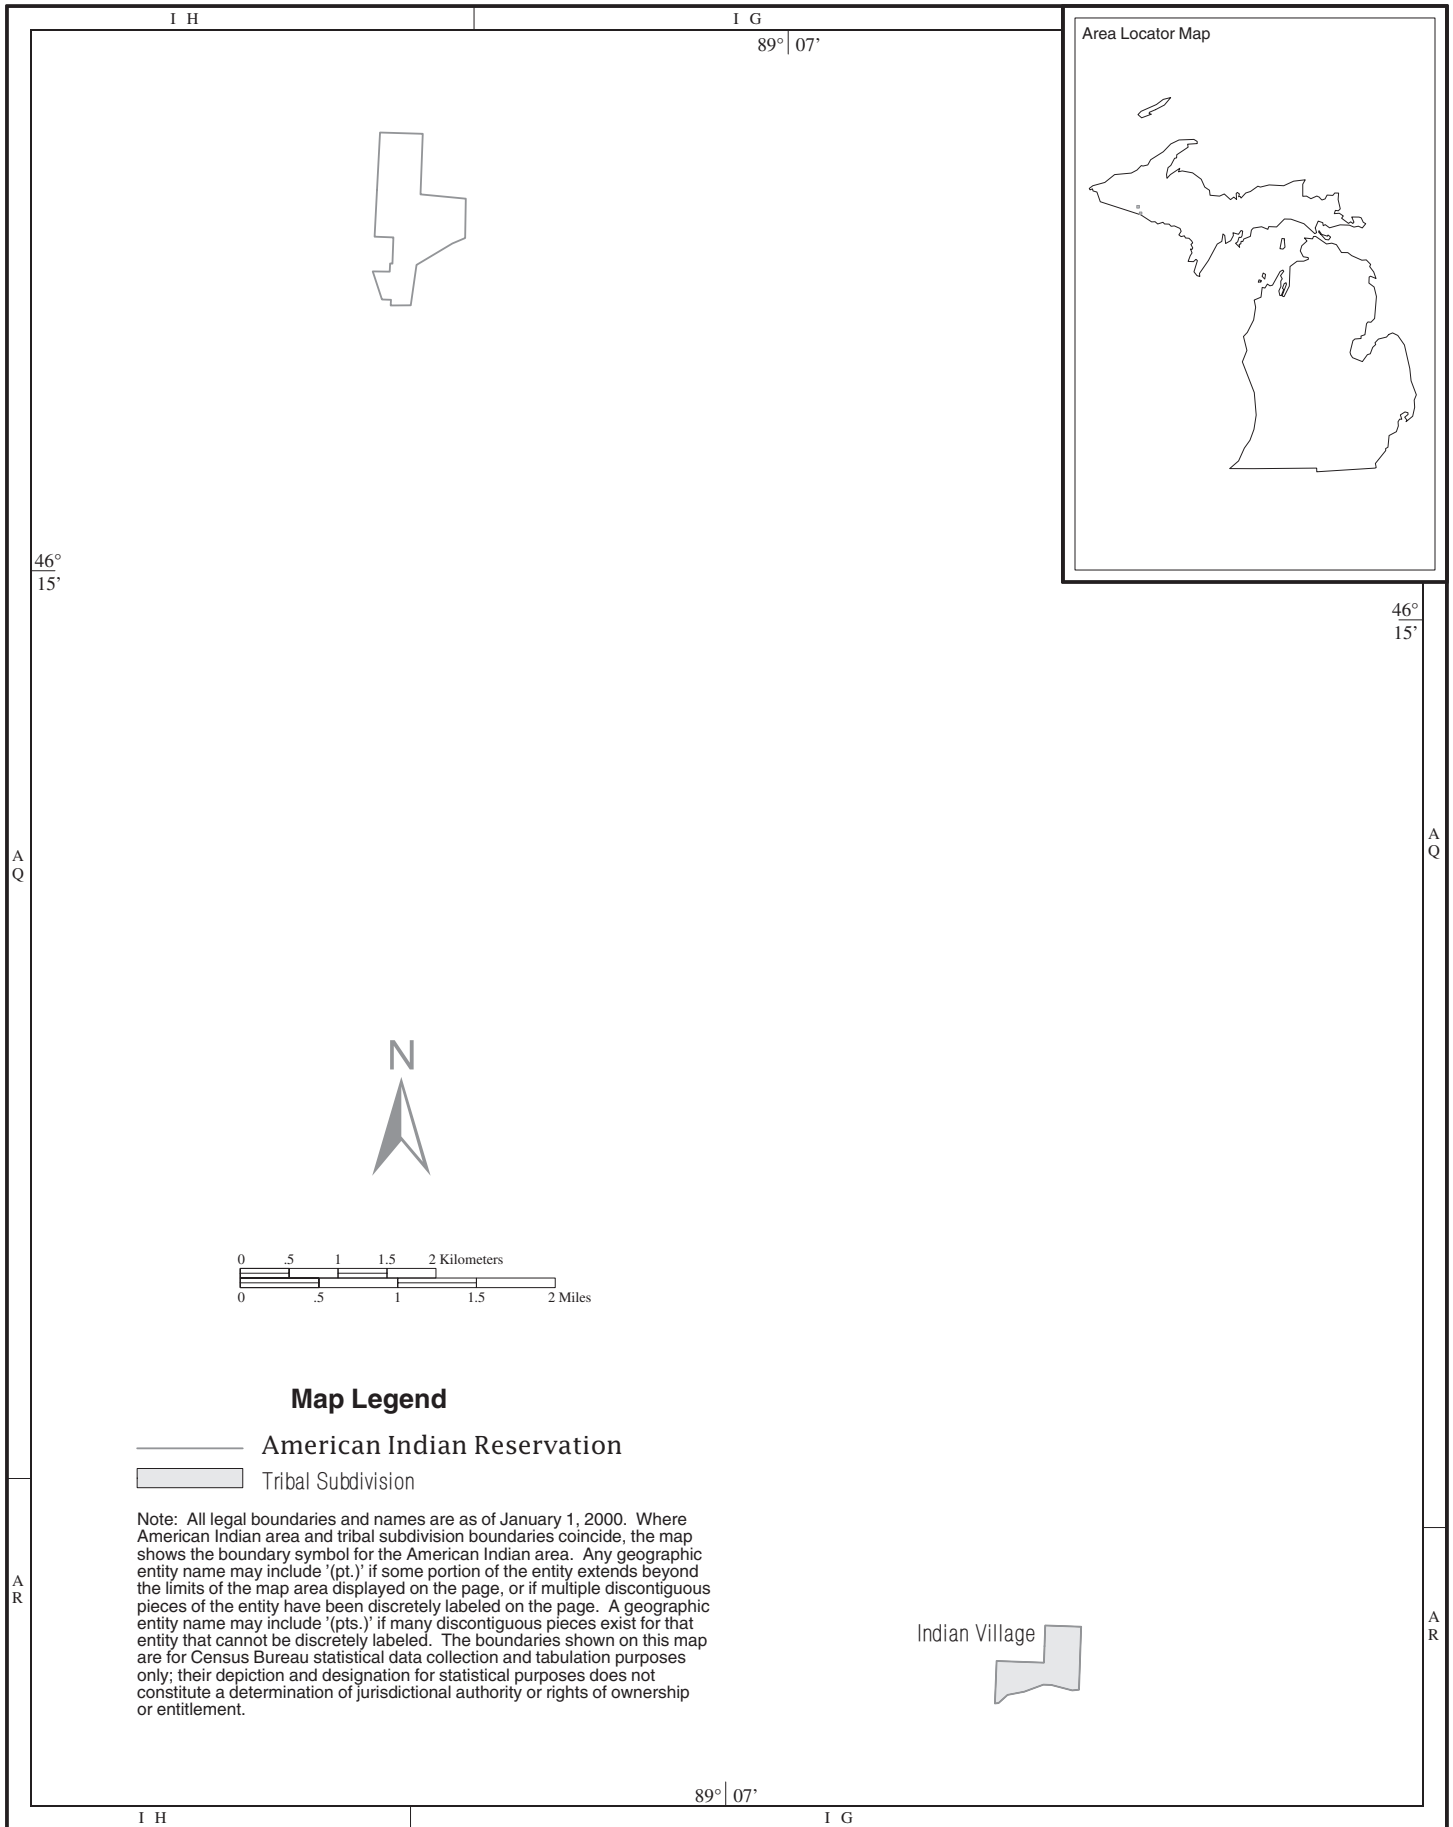 I H
I G
89° 07’
Area Locator Map
46°
15’
46°
15’
A
Q
A
Q
N
0 .5 1 1.5 2 Kilometers
0 .5 1 1.5 2 Miles
Map Legend
American Indian Reservation
Tribal Subdivision
Note: All legal boundaries and names are as of January 1, 2000. Where
American Indian area and tribal subdivision boundaries coincide, the map
shows the boundary symbol for the American Indian area. Any geographic
entity name may include ’(pt.)’ if some portion of the entity extends beyond
the limits of the map area displayed on the page, or if multiple discontiguous
pieces of the entity have been discretely labeled on the page. A geographic
entity name may include ’(pts.)’ if many discontiguous pieces exist for that
entity that cannot be discretely labeled. The boundaries shown on this map
are for Census Bureau statistical data collection and tabulation purposes
only; their depiction and designation for statistical purposes does not
constitute a determination of jurisdictional authority or rights of ownership
or entitlement.
A
R
A
R
Indian Village
89° 07’
I H
I G